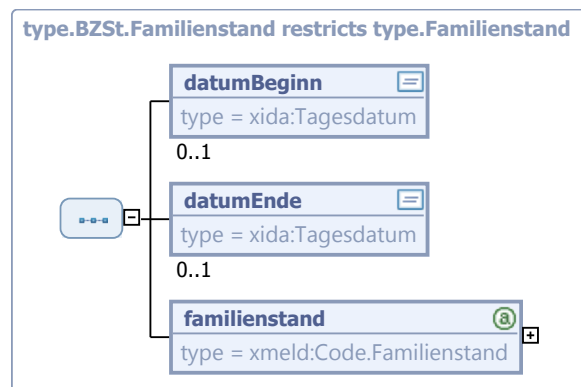 type.BZSt.Familienstand restricts type.Familienstand
datumBeginn
type = xida:Tagesdatum
0..1
datumEnde
type = xida:Tagesdatum
0..1
familienstand
type = xmeld:Code.Familienstand